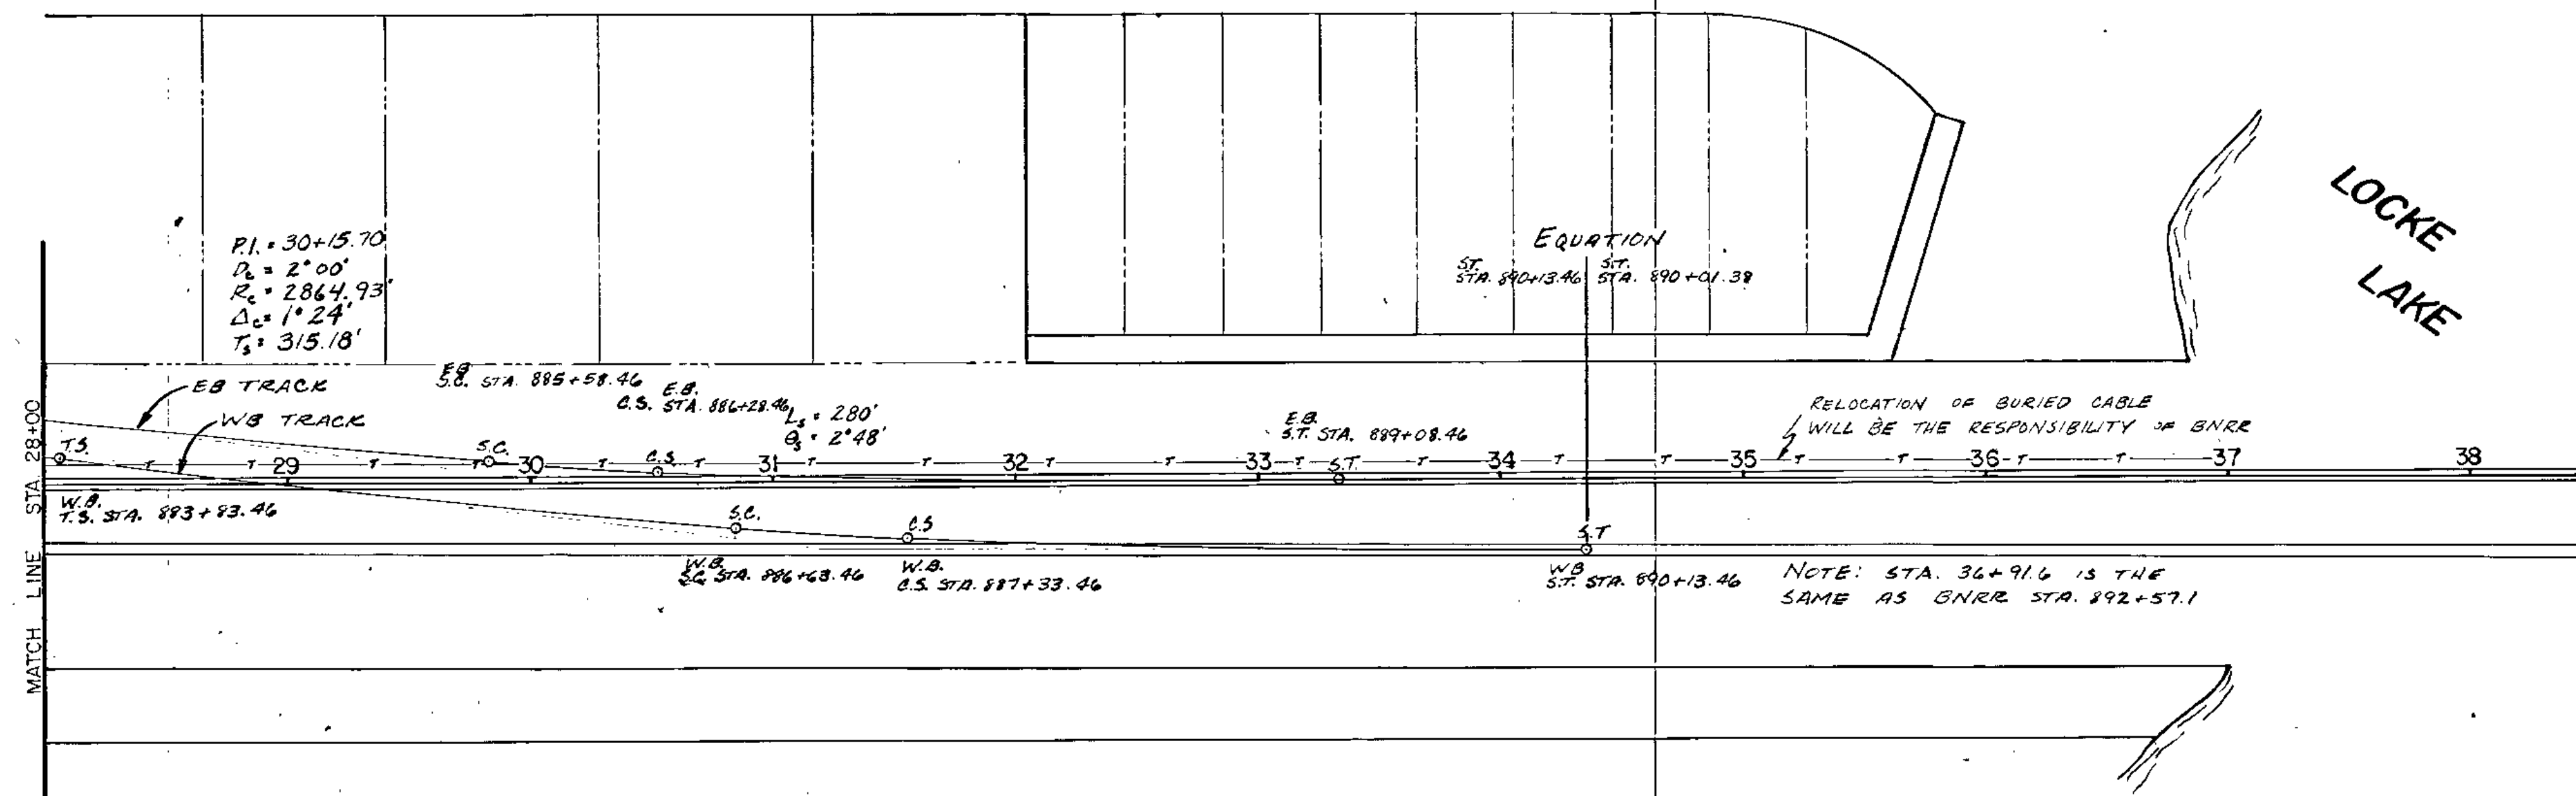 P.I. = 30+15.70
Dc = 2°00'
Rc = 2864.93'
Δc = 1°24'
Ts = 315.18'
EQUATION
S.T. S.T.
STA. 890+13.46 STA. 890+01.38
LOCKE
LAKE
EB TRACK
WB TRACK
E.B.
S.C. STA. 885+58.46
E.B.
C.S. STA. 886+28.46
Ls = 280'
θs = 2°48'
E.B.
S.T. STA. 889+08.46
RELOCATION OF BURIED CABLE
WILL BE THE RESPONSIBILITY OF BNRR
T.S.
S.C.
C.S.
S.T.
T T 29 T T 30 T T 31 T T 32 T T 33 T T 34 T T 35 T T 36 T T 37 38
W.B.
T.S. STA. 883+83.46
S.C.
C.S
S.T
W.B.
S.C. STA. 886+63.46
W.B.
C.S. STA. 887+33.46
W.B
S.T. STA. 890+13.46
NOTE: STA. 36+91.6 IS THE
SAME AS BNRR STA. 892+57.1
MATCH LINE STA. 28+00